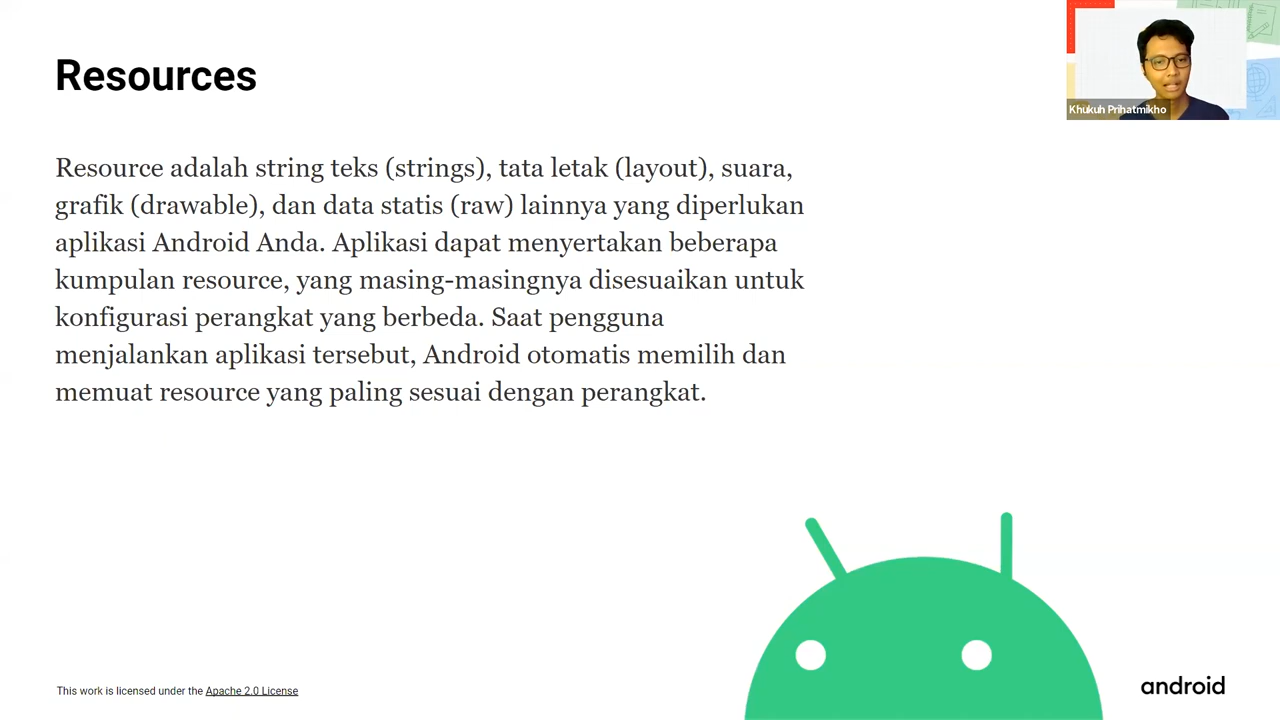 Resources
Khukuh Prihatmikho
Resource adalah string teks (strings), tata letak (layout), suara,
grafik (drawable), dan data statis (raw) lainnya yang diperlukan
aplikasi Android Anda. Aplikasi dapat menyertakan beberapa
kumpulan resource, yang masing-masingnya disesuaikan untuk
konfigurasi perangkat yang berbeda. Saat pengguna
menjalankan aplikasi tersebut, Android otomatis memilih dan
memuat resource yang paling sesuai dengan perangkat.
This work is licensed under the Apache 2.0 License
android